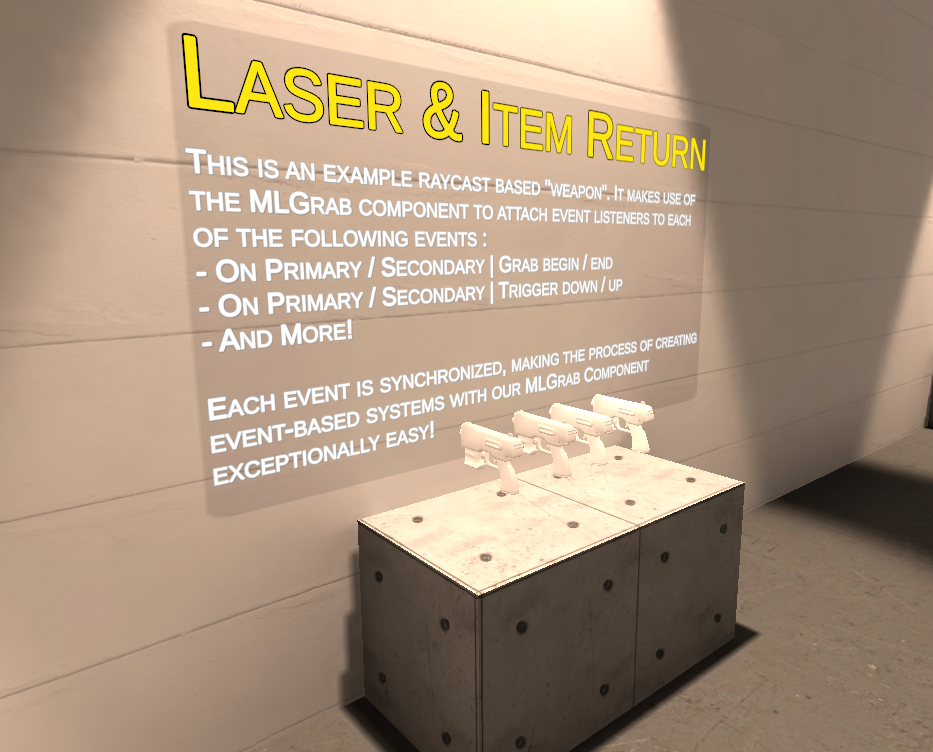 LASER & ITEM RETURN
THIS IS AN EXAMPLE RAYCAST BASED "WEAPON". IT MAKES USE OF
THE MLGRAB COMPONENT TO ATTACH EVENT LISTENERS TO EACH
OF THE FOLLOWING EVENTS :
- ON PRIMARY / SECONDARY | GRAB BEGIN / END
- ON PRIMARY / SECONDARY | TRIGGER DOWN / UP
- AND MORE!
EACH EVENT IS SYNCHRONIZED, MAKING THE PROCESS OF CREATING
EVENT-BASED SYSTEMS WITH OUR MLGRAB COMPONENT
EXCEPTIONALLY EASY!